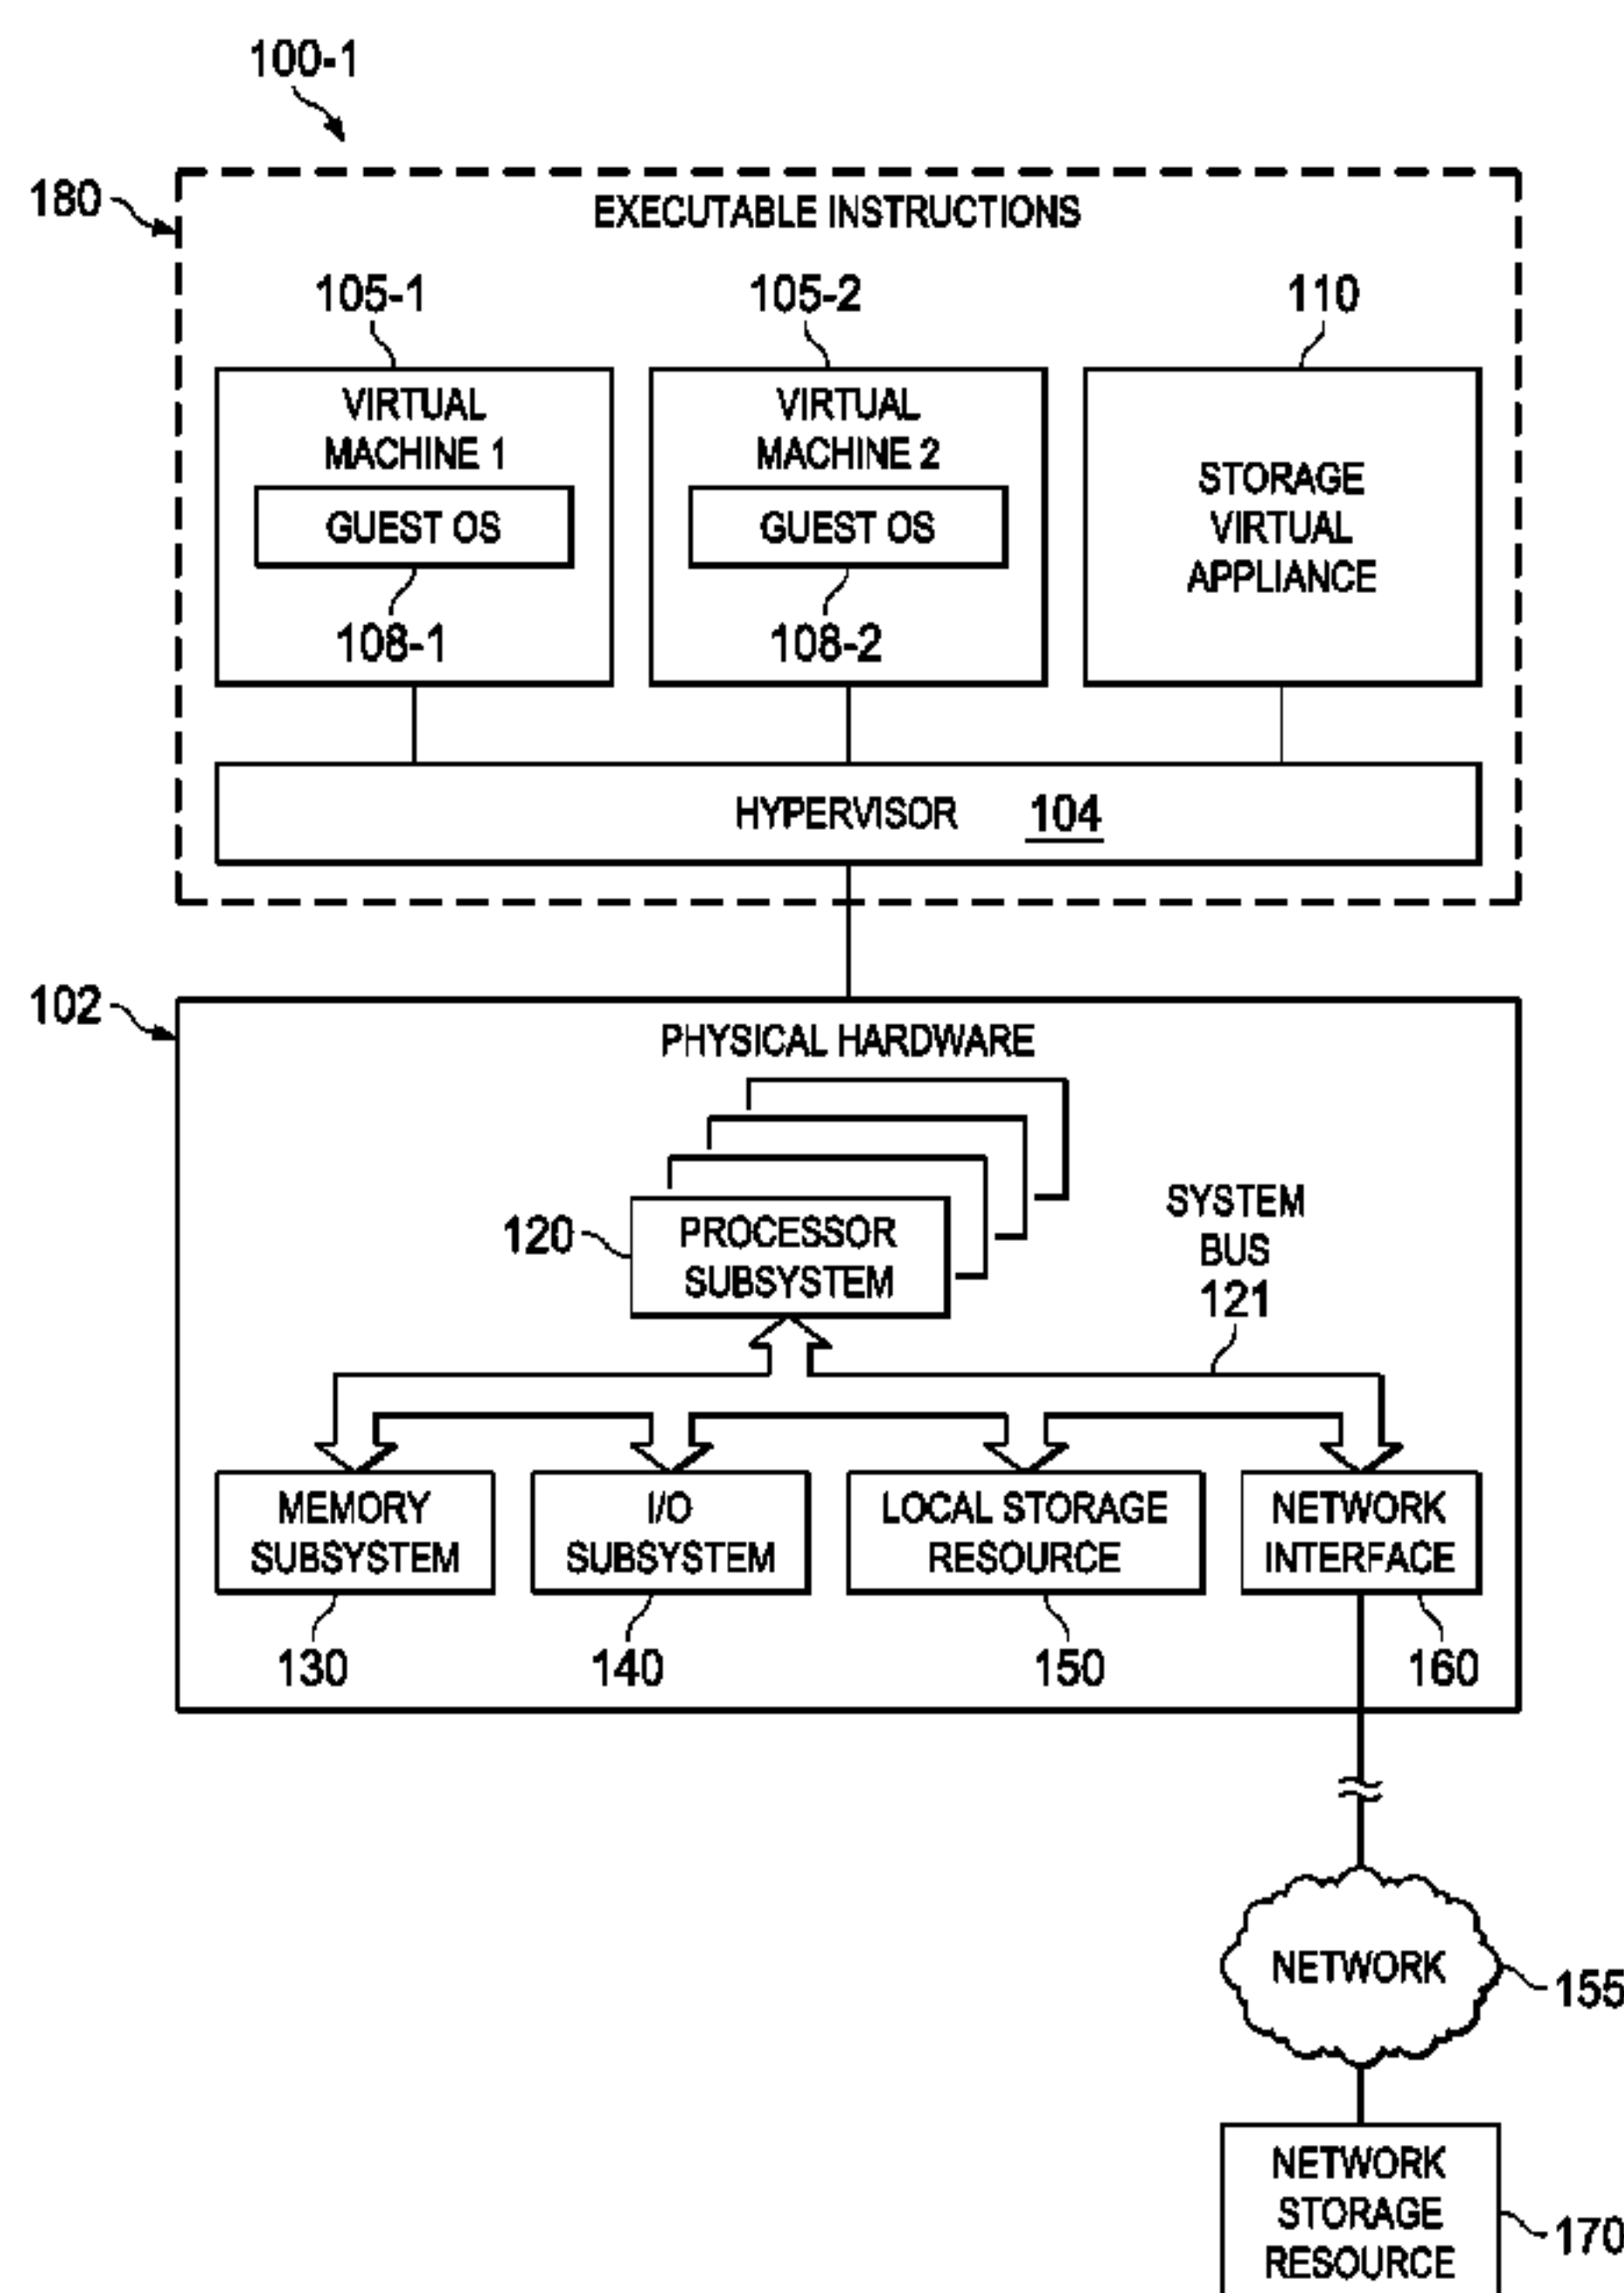 100-1
180
EXECUTABLE INSTRUCTIONS
105-1
105-2
110
VIRTUAL
MACHINE 1
GUEST OS
108-1
VIRTUAL
MACHINE 2
GUEST OS
108-2
STORAGE
VIRTUAL
APPLIANCE
HYPERVISOR 104
102
PHYSICAL HARDWARE
120
PROCESSOR
SUBSYSTEM
SYSTEM
BUS
121
MEMORY
SUBSYSTEM
130
I/O
SUBSYSTEM
140
LOCAL STORAGE
RESOURCE
150
NETWORK
INTERFACE
160
NETWORK
155
NETWORK
STORAGE
RESOURCE
170